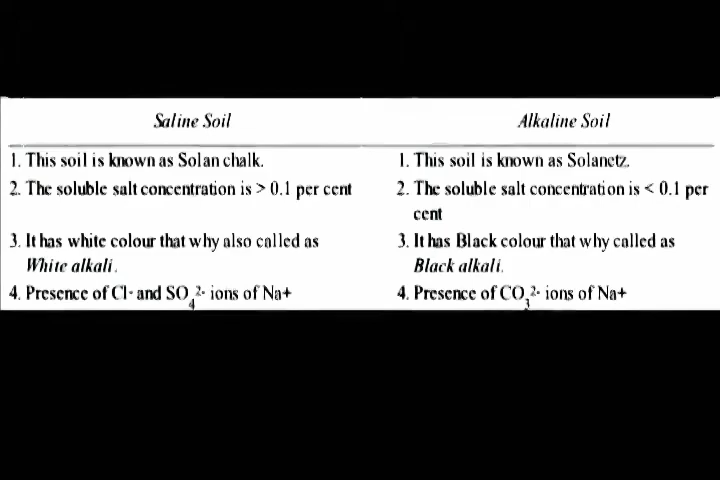 Saline Soil
1. This soil is known as Solan chalk.
2. The soluble salt concentration is > 0.1 per cent
3. It has white colour that why also called as
White alkali.
4. Presence of Cl- and SO₄²- ions of Na+
Alkaline Soil
1. This soil is known as Solanetz.
2. The soluble salt concentration is < 0.1 per
cent
3. It has Black colour that why called as
Black alkali.
4. Presence of CO₃²- ions of Na+